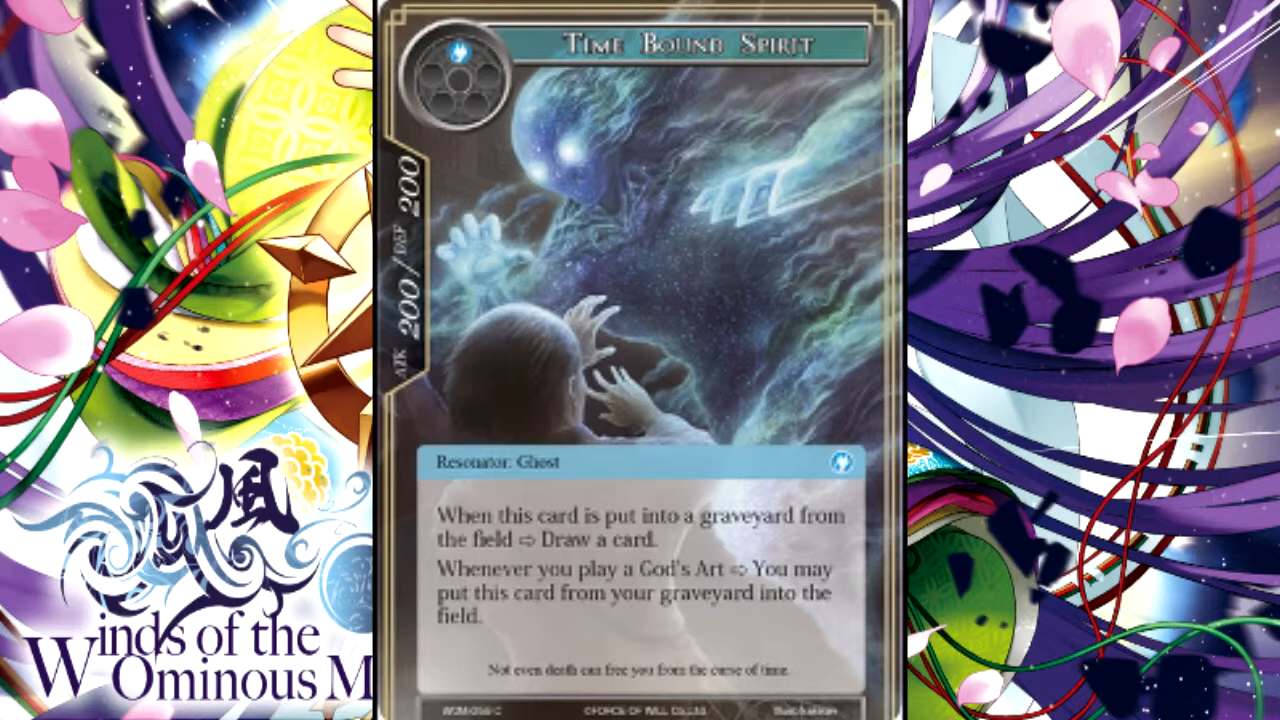 Time Bound Spirit
ATK 200 / DEF 200
Resonator: Ghost
When this card is put into a graveyard from
the field ⇨ Draw a card.
Whenever you play a God's Art ⇨ You may
put this card from your graveyard into the
field.
Not even death can free you from the curse of time.
風
Winds of the
Ominous M